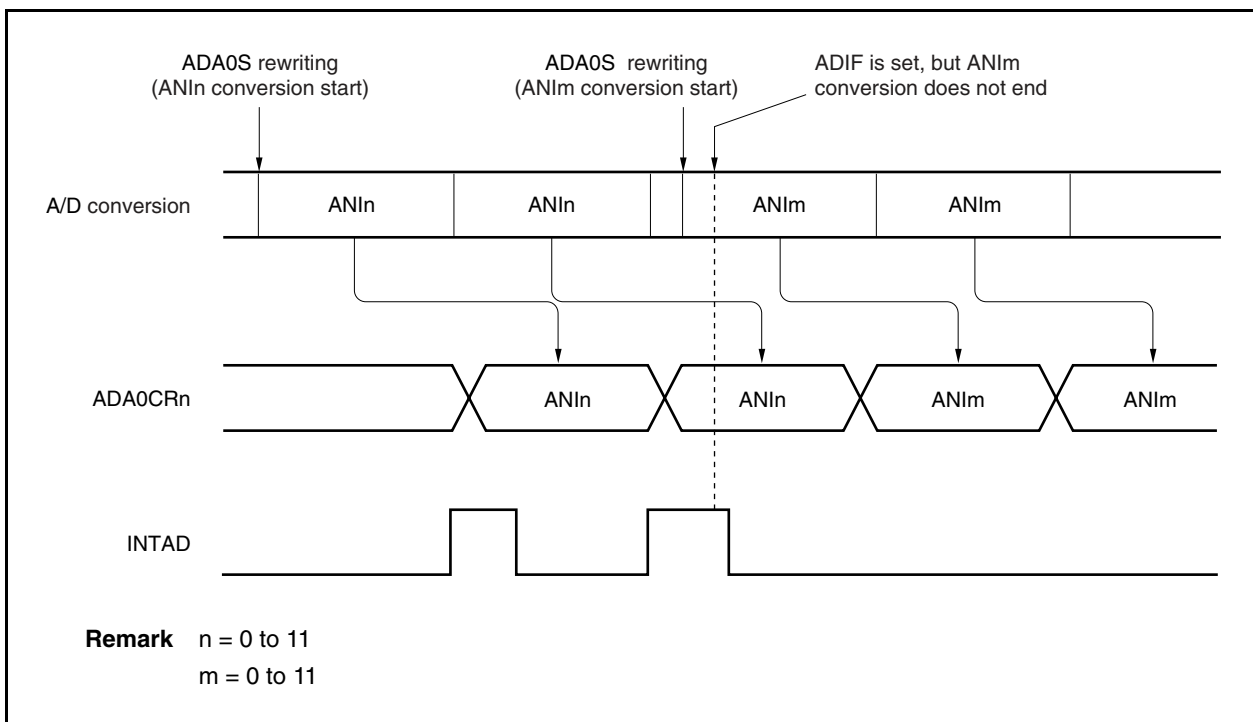 ADA0S rewriting
(ANIn conversion start)
ADA0S rewriting
(ANIm conversion start)
ADIF is set, but ANIm
conversion does not end
A/D conversion
ANIn
ANIn
ANIm
ANIm
ADA0CRn
ANIn
ANIn
ANIm
ANIm
INTAD
Remark n = 0 to 11
m = 0 to 11